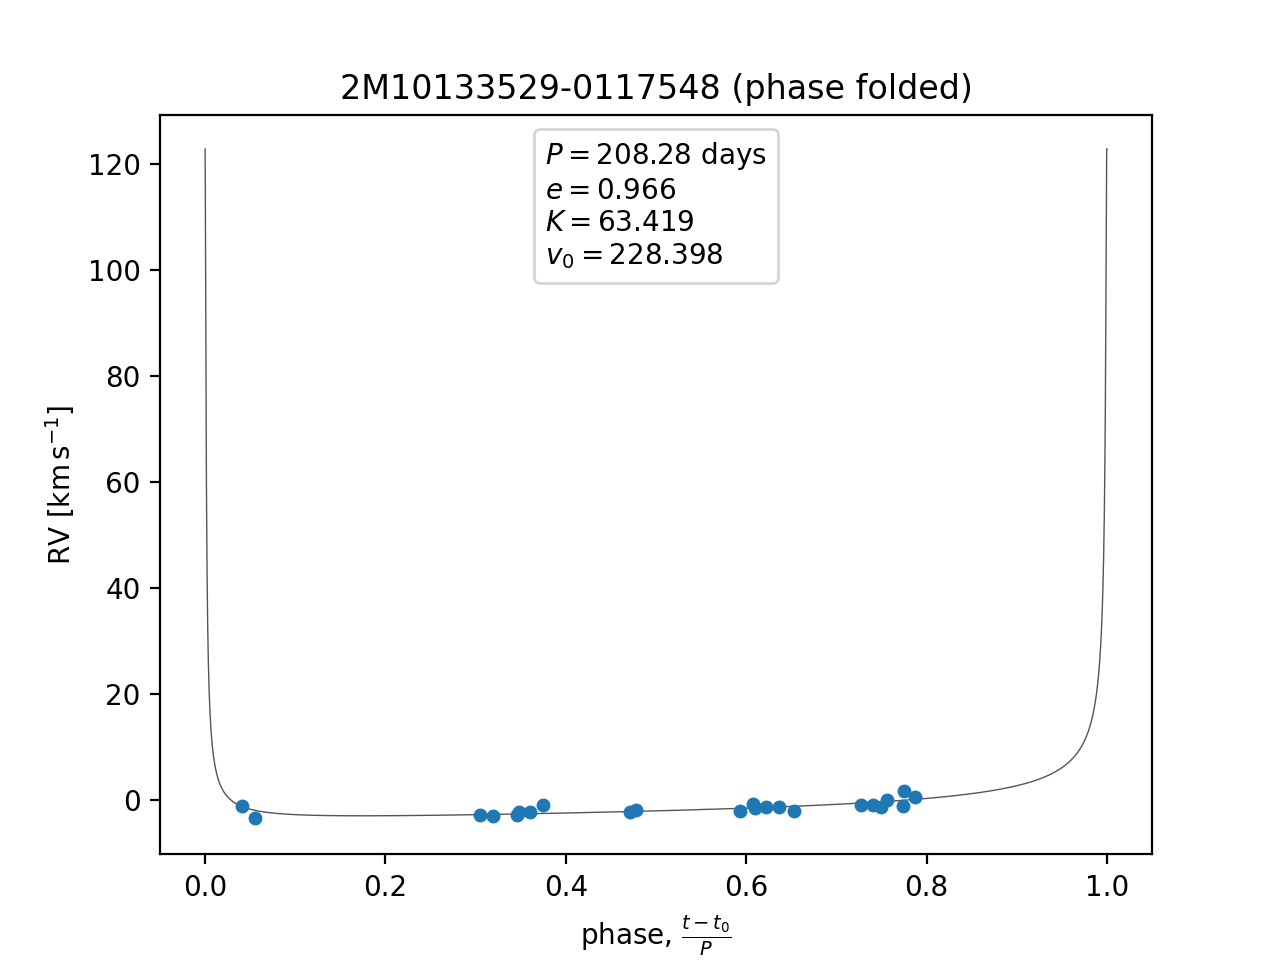 2M10133529-0117548 (phase folded)
P = 208.28 days
e = 0.966
K = 63.419
v₀ = 228.398
120
100
80
60
40
20
0
RV [km s⁻¹]
0.0 0.2 0.4 0.6 0.8 1.0
phase, (t − t₀)/P